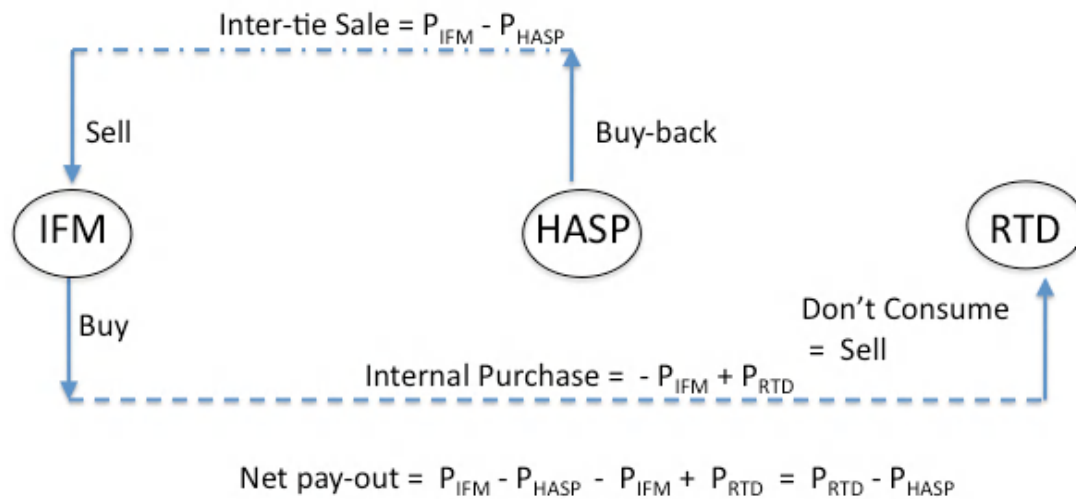 Inter-tie Sale = P_IFM - P_HASP
Sell
Buy-back
IFM
HASP
RTD
Buy
Don't Consume
= Sell
Internal Purchase = - P_IFM + P_RTD
Net pay-out = P_IFM - P_HASP - P_IFM + P_RTD = P_RTD - P_HASP